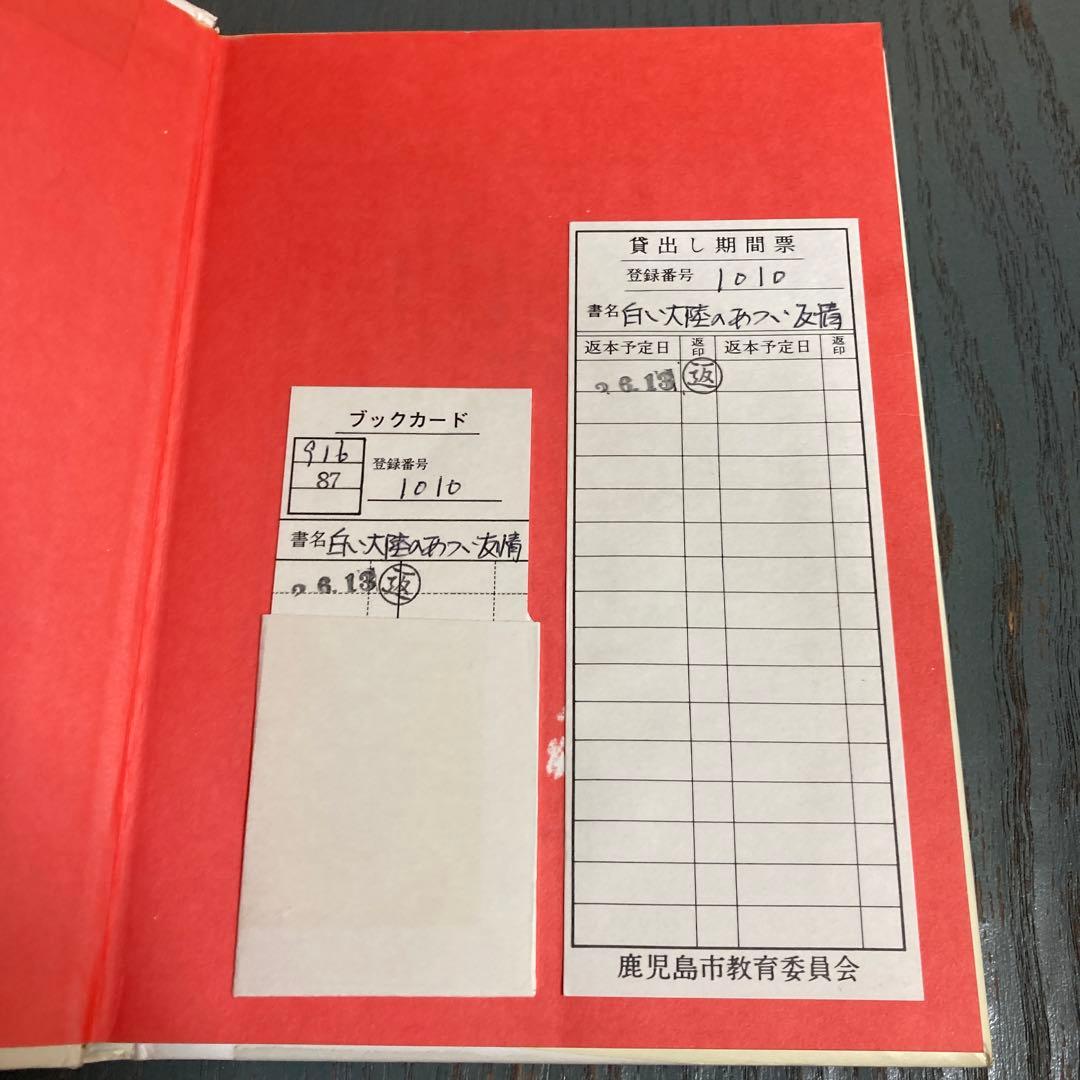 ブックカード
916
87
登録番号
1010
書名 白い大陸のあつい友情
2.6.13 返
貸出し期間票
登録番号 1010
書名 白い大陸のあつい友情
返本予定日 返印 返本予定日 返印
2.6.13 返
鹿児島市教育委員会